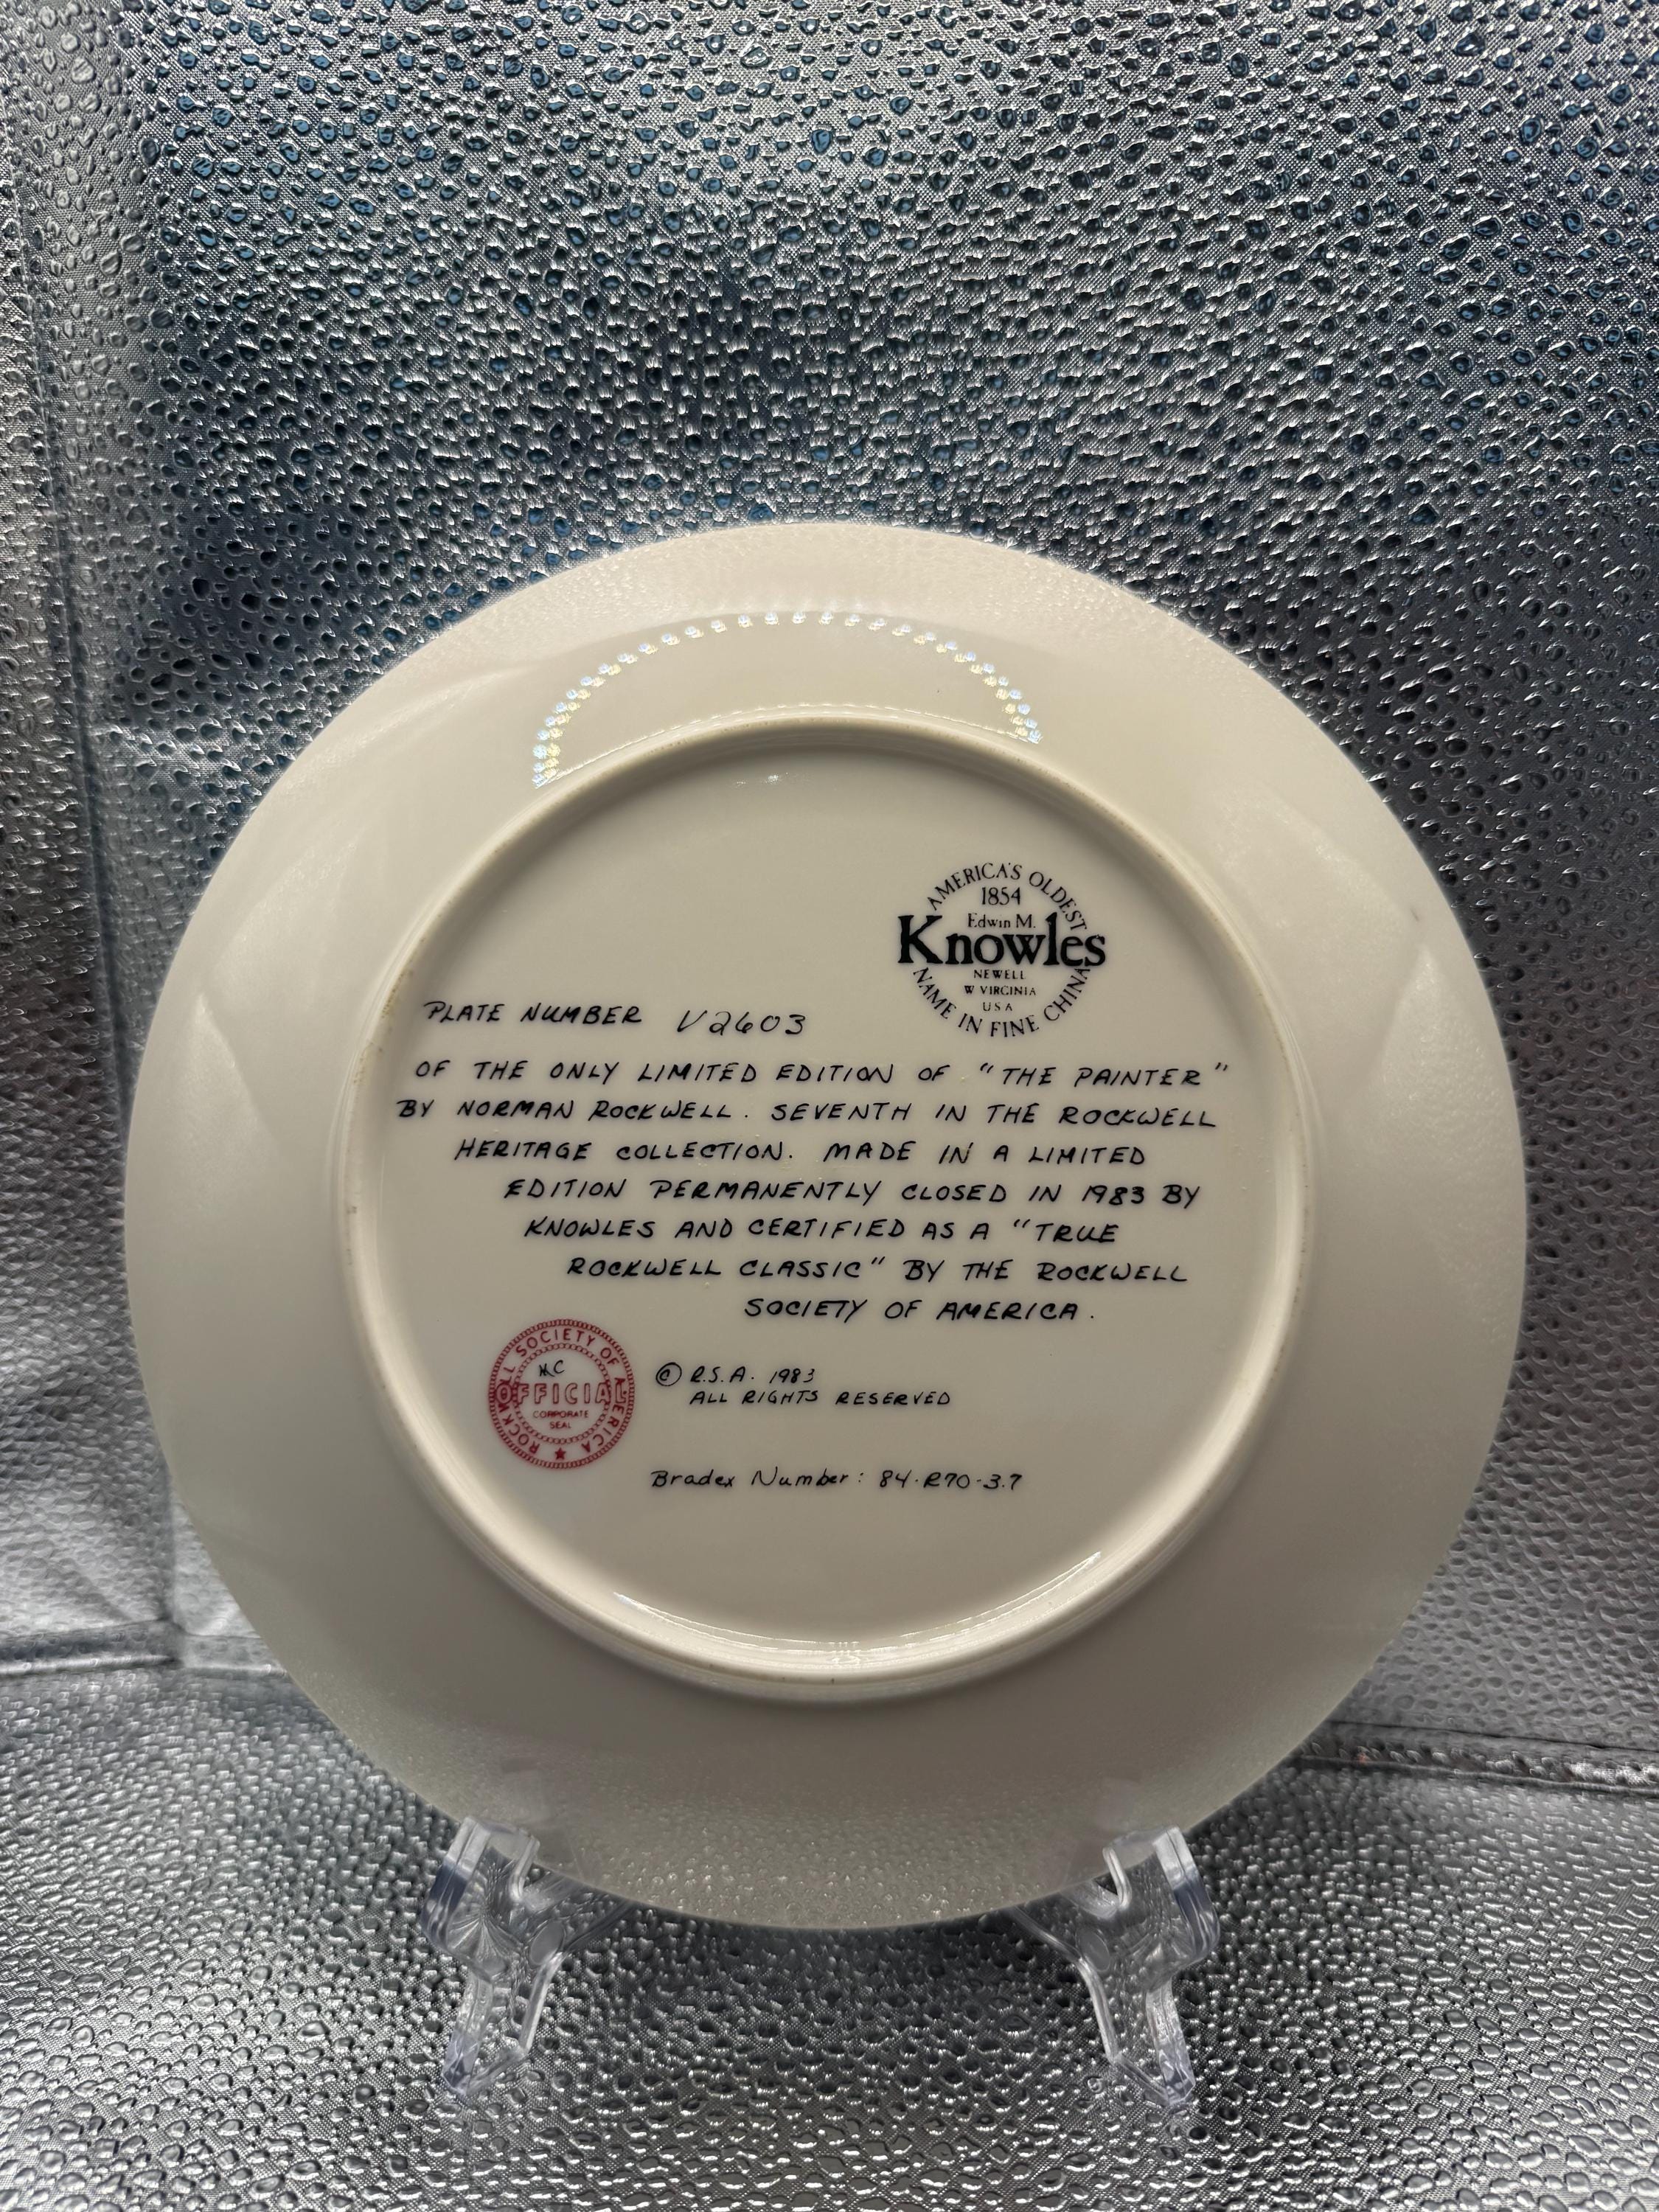 AMERICA'S OLDEST
1854
Edwin M.
Knowles
NEWELL
W VIRGINIA
USA
NAME IN FINE CHINA
PLATE NUMBER V2603
OF THE ONLY LIMITED EDITION OF "THE PAINTER"
BY NORMAN ROCKWELL. SEVENTH IN THE ROCKWELL
HERITAGE COLLECTION. MADE IN A LIMITED
EDITION PERMANENTLY CLOSED IN 1983 BY
KNOWLES AND CERTIFIED AS A "TRUE
ROCKWELL CLASSIC" BY THE ROCKWELL
SOCIETY OF AMERICA.
ROCKWELL SOCIETY OF AMERICA
OFFICIAL
CORPORATE
SEAL
© R.S.A. 1983
ALL RIGHTS RESERVED
Bradex Number: 84-R70-3.7